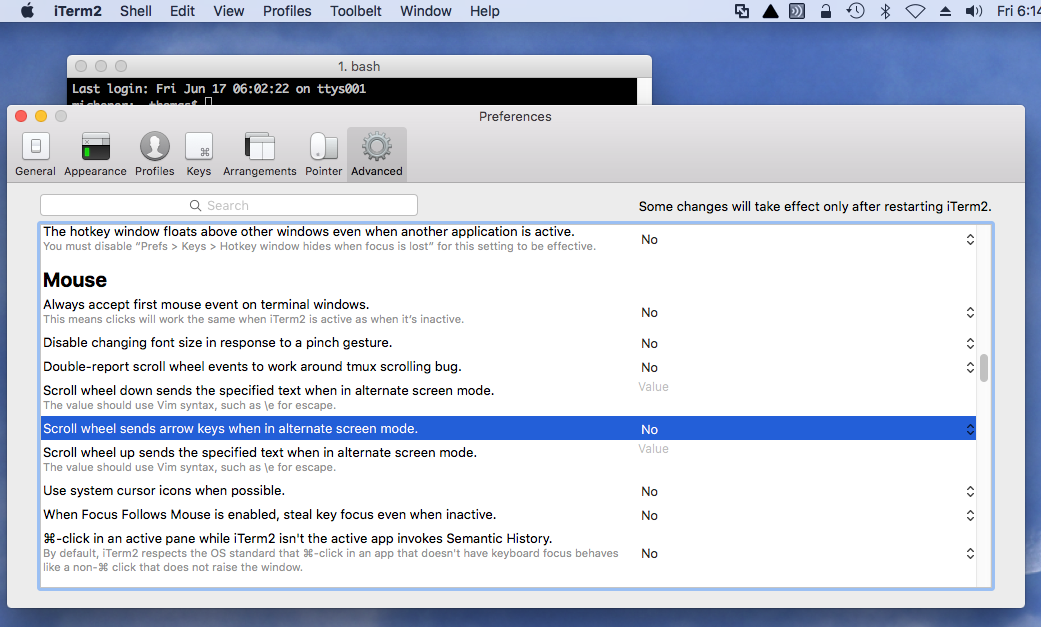 iTerm2 Shell Edit View Profiles Toolbelt Window Help Fri 6:14
1. bash
Last login: Fri Jun 17 06:02:22 on ttys001
Preferences
General Appearance Profiles Keys Arrangements Pointer Advanced
Search
Some changes will take effect only after restarting iTerm2.
The hotkey window floats above other windows even when another application is active. No
You must disable “Prefs > Keys > Hotkey window hides when focus is lost” for this setting to be effective.
Mouse
Always accept first mouse event on terminal windows. No
This means clicks will work the same when iTerm2 is active as when it's inactive.
Disable changing font size in response to a pinch gesture. No
Double-report scroll wheel events to work around tmux scrolling bug. No
Scroll wheel down sends the specified text when in alternate screen mode. Value
The value should use Vim syntax, such as \e for escape.
Scroll wheel sends arrow keys when in alternate screen mode. No
Scroll wheel up sends the specified text when in alternate screen mode. Value
The value should use Vim syntax, such as \e for escape.
Use system cursor icons when possible. No
When Focus Follows Mouse is enabled, steal key focus even when inactive. No
⌘-click in an active pane while iTerm2 isn't the active app invokes Semantic History. No
By default, iTerm2 respects the OS standard that ⌘-click in an app that doesn't have keyboard focus behaves
like a non-⌘ click that does not raise the window.